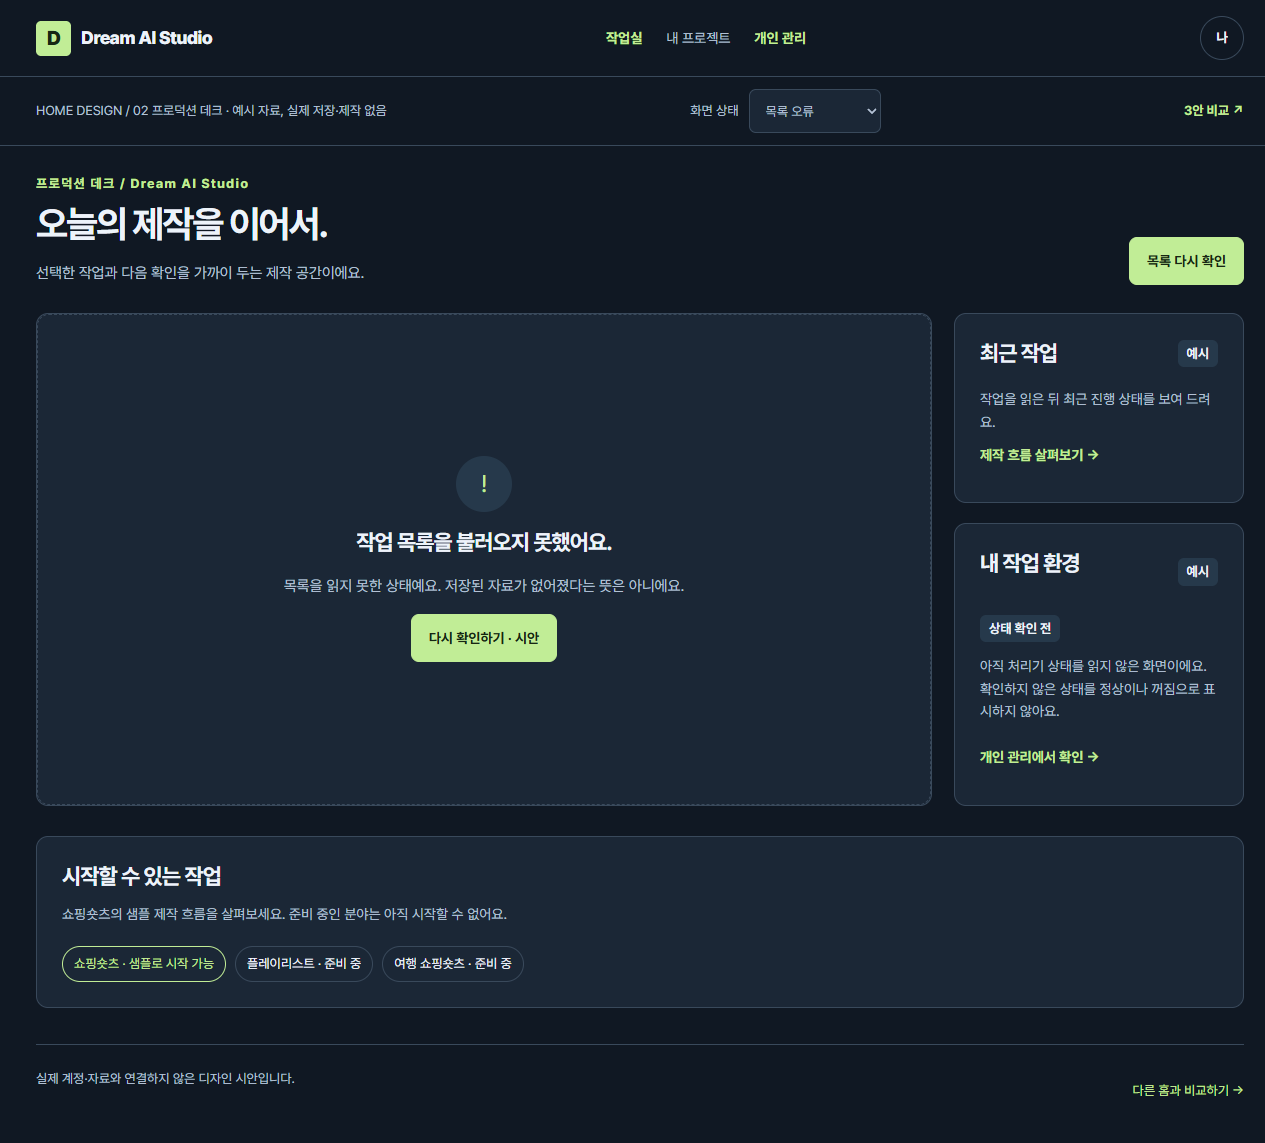 D Dream AI Studio
작업실 내 프로젝트 개인 관리
나
HOME DESIGN / 02 프로덕션 데크 · 예시 자료, 실제 저장·제작 없음
화면 상태 목록 오류
3안 비교 ↗
프로덕션 데크 / Dream AI Studio
오늘의 제작을 이어서.
선택한 작업과 다음 확인을 가까이 두는 제작 공간이에요.
목록 다시 확인
!
작업 목록을 불러오지 못했어요.
목록을 읽지 못한 상태예요. 저장된 자료가 없어졌다는 뜻은 아니에요.
다시 확인하기 · 시안
최근 작업 예시
작업을 읽은 뒤 최근 진행 상태를 보여 드려
요.
제작 흐름 살펴보기 →
내 작업 환경 예시
상태 확인 전
아직 처리기 상태를 읽지 않은 화면이에요.
확인하지 않은 상태를 정상이나 꺼짐으로 표
시하지 않아요.
개인 관리에서 확인 →
시작할 수 있는 작업
쇼핑숏츠의 샘플 제작 흐름을 살펴보세요. 준비 중인 분야는 아직 시작할 수 없어요.
쇼핑숏츠 · 샘플로 시작 가능 플레이리스트 · 준비 중 여행 쇼핑숏츠 · 준비 중
실제 계정·자료와 연결하지 않은 디자인 시안입니다.
다른 홈과 비교하기 →